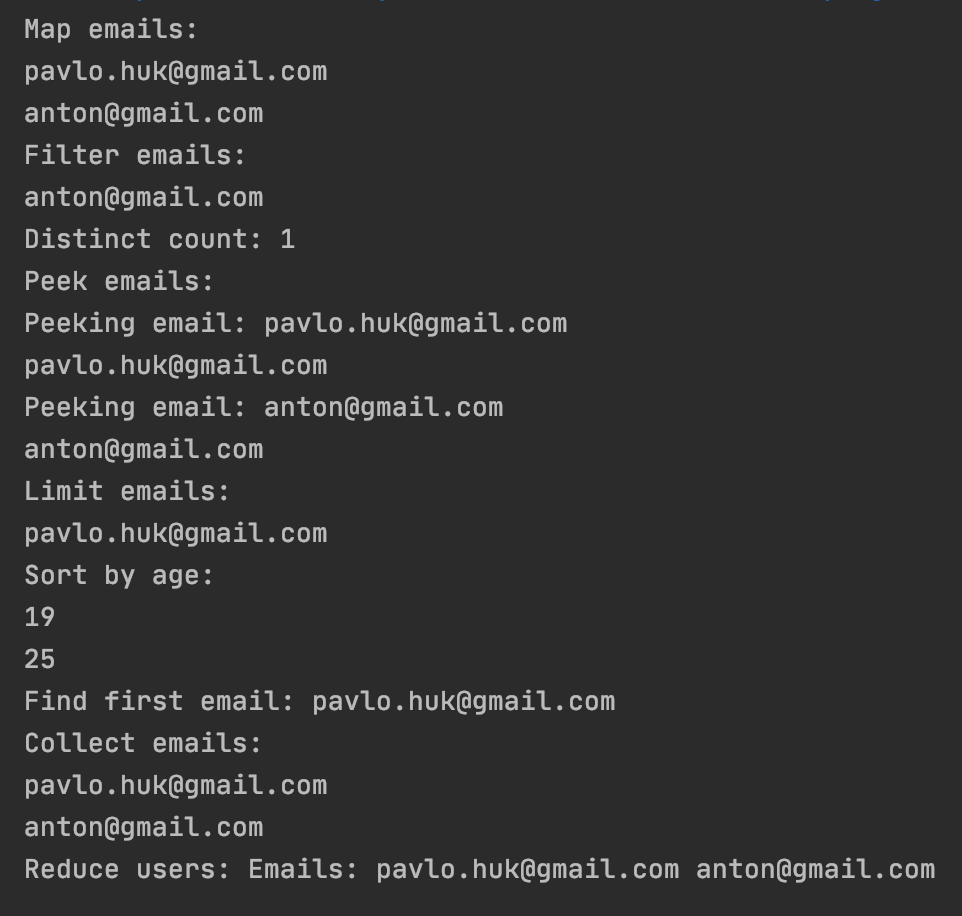 Map emails:
pavlo.huk@gmail.com
anton@gmail.com
Filter emails:
anton@gmail.com
Distinct count: 1
Peek emails:
Peeking email: pavlo.huk@gmail.com
pavlo.huk@gmail.com
Peeking email: anton@gmail.com
anton@gmail.com
Limit emails:
pavlo.huk@gmail.com
Sort by age:
19
25
Find first email: pavlo.huk@gmail.com
Collect emails:
pavlo.huk@gmail.com
anton@gmail.com
Reduce users: Emails: pavlo.huk@gmail.com anton@gmail.com